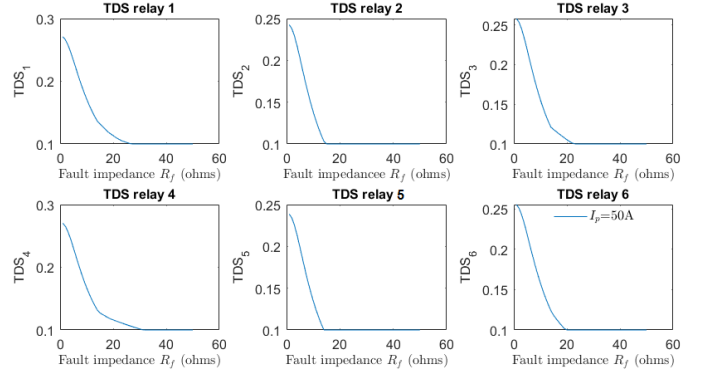 TDS relay 1
0.3
0.2
0.1
TDS1
0 20 40 60
Fault impedance Rf (ohms)
TDS relay 2
0.25
0.2
0.15
0.1
TDS2
0 20 40 60
Fault impedancee Rf (ohms)
TDS relay 3
0.25
0.2
0.15
0.1
TDS3
0 20 40 60
Fault impedance Rf (ohms)
TDS relay 4
0.3
0.2
0.1
TDS4
0 20 40 60
Fault impedance Rf (ohms)
TDS relay 5
0.25
0.2
0.15
0.1
TDS5
0 20 40 60
Fault impedance Rf (ohms)
TDS relay 6
Ip=50A
0.25
0.2
0.15
0.1
TDS6
0 20 40 60
Fault impedance Rf (ohms)